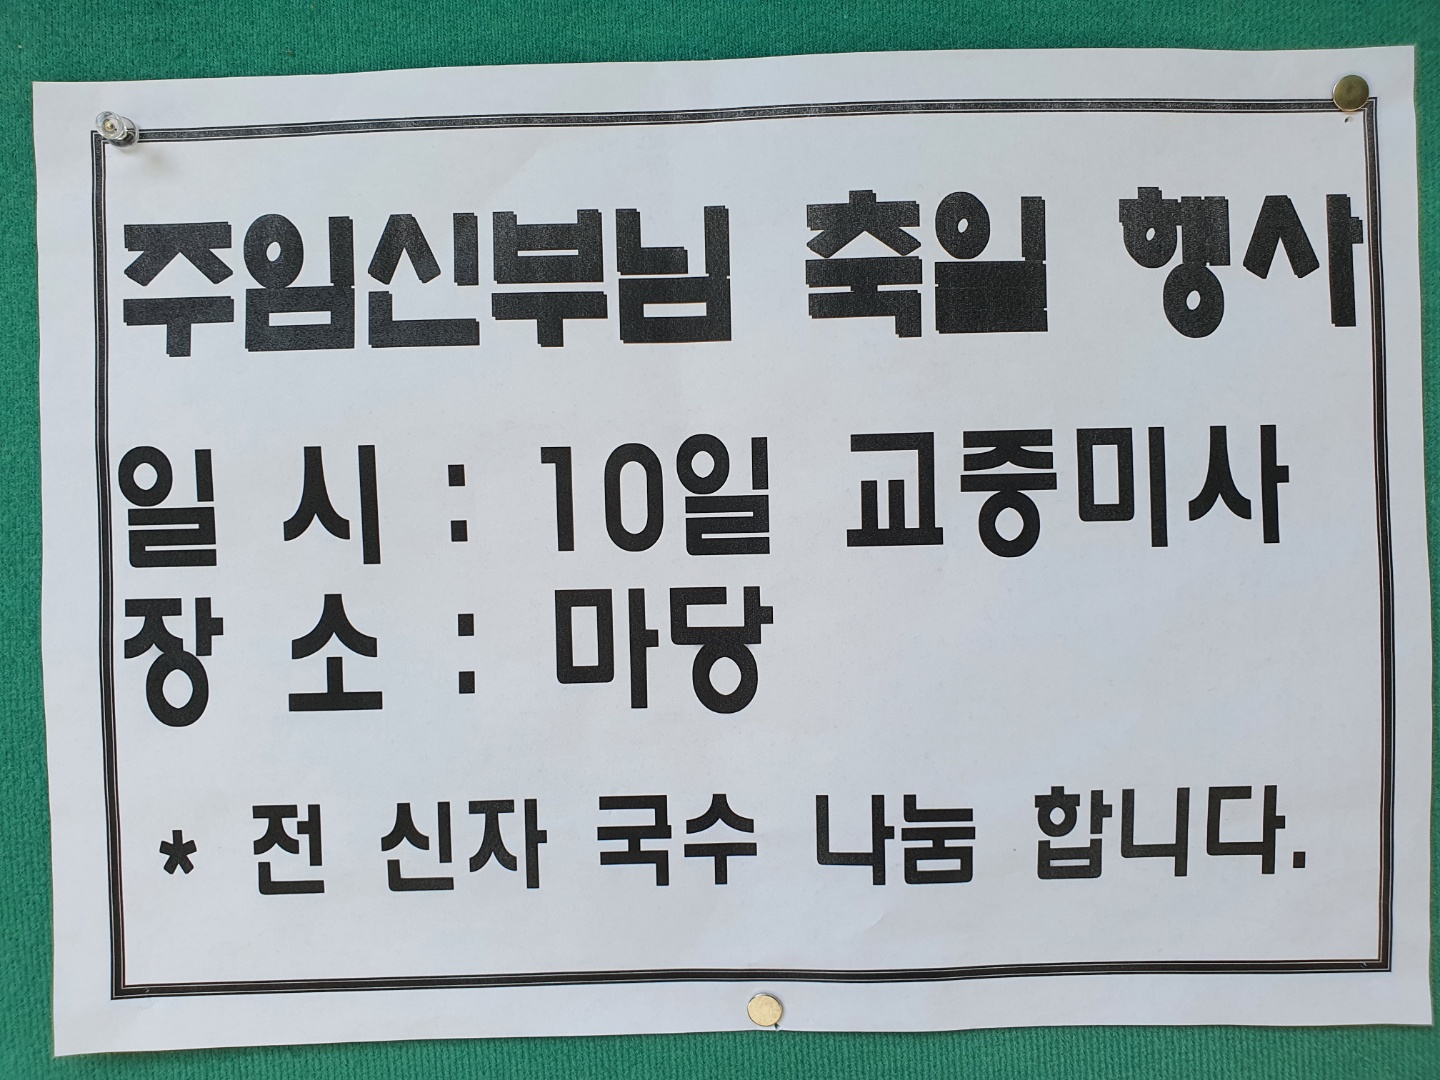 주임신부님 축일 행사
일 시 : 10일 교중미사
장 소 : 마당
* 전 신자 국수 나눔 합니다.